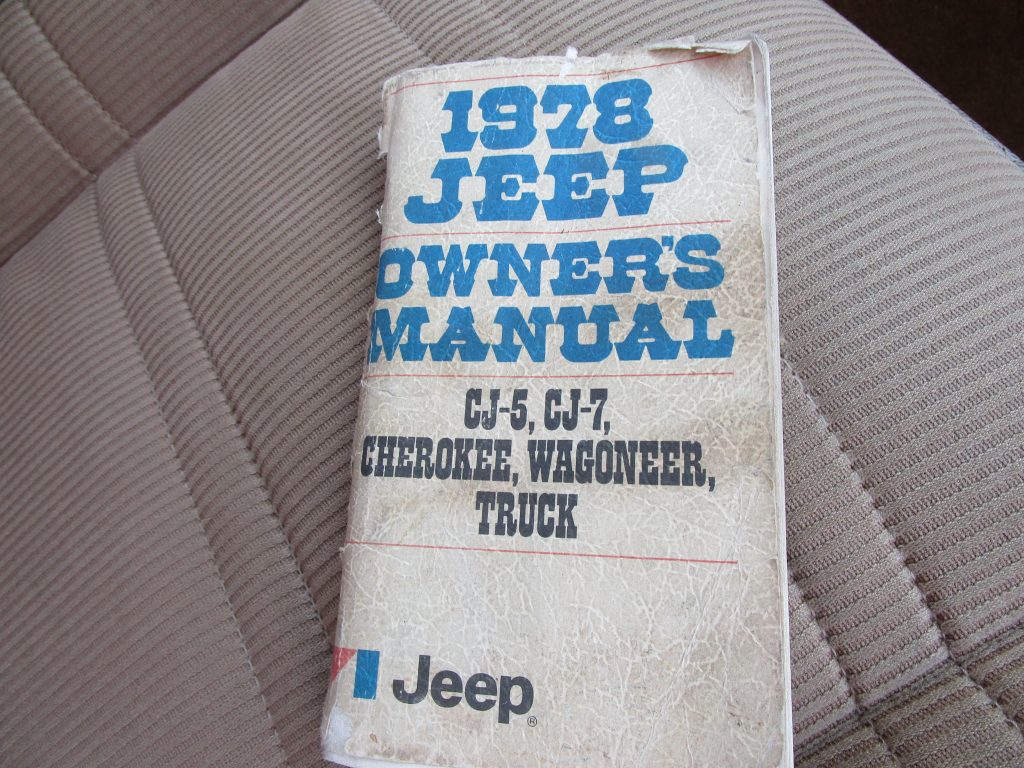 1978
JEEP
OWNER'S
MANUAL
CJ-5, CJ-7,
CHEROKEE, WAGONEER,
TRUCK
Jeep®